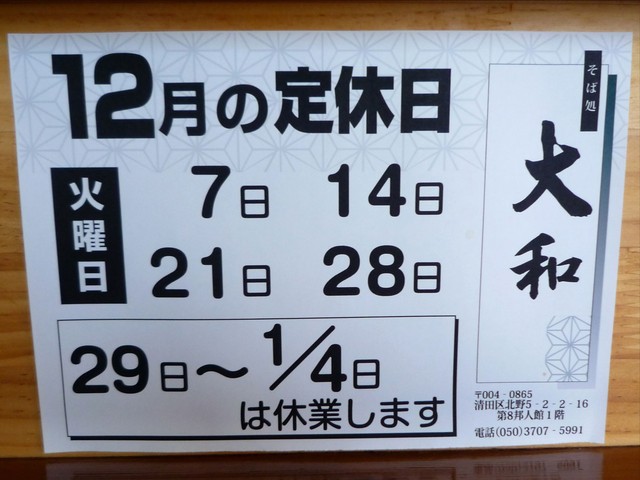 12月の定休日
火曜日
7日 14日
21日 28日
29日～1/4日
は休業します
そば処
大和
〒004-0865
清田区北野5-2-2-16
第8邦人館1階
電話(050)3707-5991